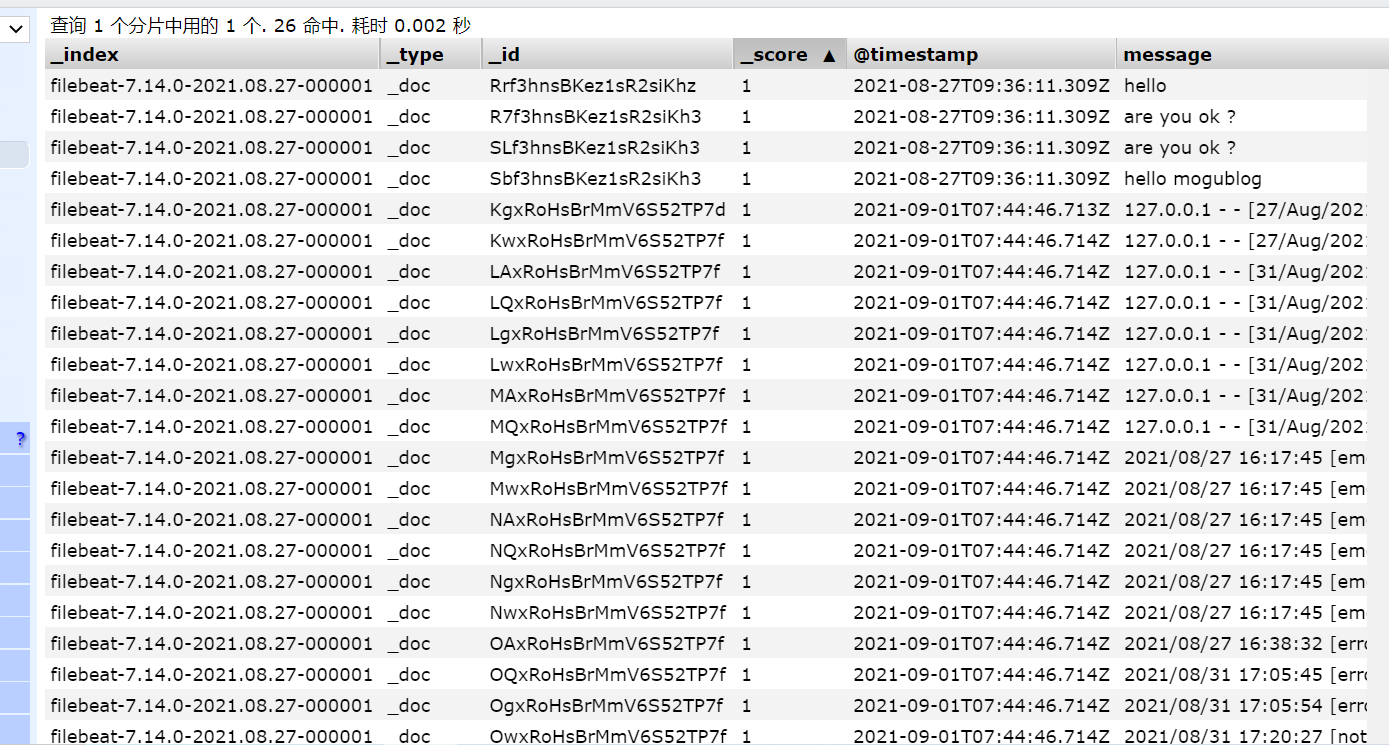 查询 1 个分片中用的 1 个. 26 命中. 耗时 0.002 秒
_index _type _id _score ▲ @timestamp message
filebeat-7.14.0-2021.08.27-000001 _doc Rrf3hnsBKez1sR2siKhz 1 2021-08-27T09:36:11.309Z hello
filebeat-7.14.0-2021.08.27-000001 _doc R7f3hnsBKez1sR2siKh3 1 2021-08-27T09:36:11.309Z are you ok ?
filebeat-7.14.0-2021.08.27-000001 _doc SLf3hnsBKez1sR2siKh3 1 2021-08-27T09:36:11.309Z are you ok ?
filebeat-7.14.0-2021.08.27-000001 _doc Sbf3hnsBKez1sR2siKh3 1 2021-08-27T09:36:11.309Z hello mogublog
filebeat-7.14.0-2021.08.27-000001 _doc KgxRoHsBrMmV6S52TP7d 1 2021-09-01T07:44:46.713Z 127.0.0.1 - - [27/Aug/202
filebeat-7.14.0-2021.08.27-000001 _doc KwxRoHsBrMmV6S52TP7f 1 2021-09-01T07:44:46.714Z 127.0.0.1 - - [27/Aug/202
filebeat-7.14.0-2021.08.27-000001 _doc LAxRoHsBrMmV6S52TP7f 1 2021-09-01T07:44:46.714Z 127.0.0.1 - - [31/Aug/202
filebeat-7.14.0-2021.08.27-000001 _doc LQxRoHsBrMmV6S52TP7f 1 2021-09-01T07:44:46.714Z 127.0.0.1 - - [31/Aug/202
filebeat-7.14.0-2021.08.27-000001 _doc LgxRoHsBrMmV6S52TP7f 1 2021-09-01T07:44:46.714Z 127.0.0.1 - - [31/Aug/202
filebeat-7.14.0-2021.08.27-000001 _doc LwxRoHsBrMmV6S52TP7f 1 2021-09-01T07:44:46.714Z 127.0.0.1 - - [31/Aug/202
filebeat-7.14.0-2021.08.27-000001 _doc MAxRoHsBrMmV6S52TP7f 1 2021-09-01T07:44:46.714Z 127.0.0.1 - - [31/Aug/202
filebeat-7.14.0-2021.08.27-000001 _doc MQxRoHsBrMmV6S52TP7f 1 2021-09-01T07:44:46.714Z 127.0.0.1 - - [31/Aug/202
? filebeat-7.14.0-2021.08.27-000001 _doc MgxRoHsBrMmV6S52TP7f 1 2021-09-01T07:44:46.714Z 2021/08/27 16:17:45 [em
filebeat-7.14.0-2021.08.27-000001 _doc MwxRoHsBrMmV6S52TP7f 1 2021-09-01T07:44:46.714Z 2021/08/27 16:17:45 [em
filebeat-7.14.0-2021.08.27-000001 _doc NAxRoHsBrMmV6S52TP7f 1 2021-09-01T07:44:46.714Z 2021/08/27 16:17:45 [em
filebeat-7.14.0-2021.08.27-000001 _doc NQxRoHsBrMmV6S52TP7f 1 2021-09-01T07:44:46.714Z 2021/08/27 16:17:45 [em
filebeat-7.14.0-2021.08.27-000001 _doc NgxRoHsBrMmV6S52TP7f 1 2021-09-01T07:44:46.714Z 2021/08/27 16:17:45 [em
filebeat-7.14.0-2021.08.27-000001 _doc NwxRoHsBrMmV6S52TP7f 1 2021-09-01T07:44:46.714Z 2021/08/27 16:17:45 [em
filebeat-7.14.0-2021.08.27-000001 _doc OAxRoHsBrMmV6S52TP7f 1 2021-09-01T07:44:46.714Z 2021/08/27 16:38:32 [err
filebeat-7.14.0-2021.08.27-000001 _doc OQxRoHsBrMmV6S52TP7f 1 2021-09-01T07:44:46.714Z 2021/08/31 17:05:45 [err
filebeat-7.14.0-2021.08.27-000001 _doc OgxRoHsBrMmV6S52TP7f 1 2021-09-01T07:44:46.714Z 2021/08/31 17:05:54 [err
filebeat-7.14.0-2021.08.27-000001 _doc OwxRoHsBrMmV6S52TP7f 1 2021-09-01T07:44:46.714Z 2021/08/31 17:20:27 [not